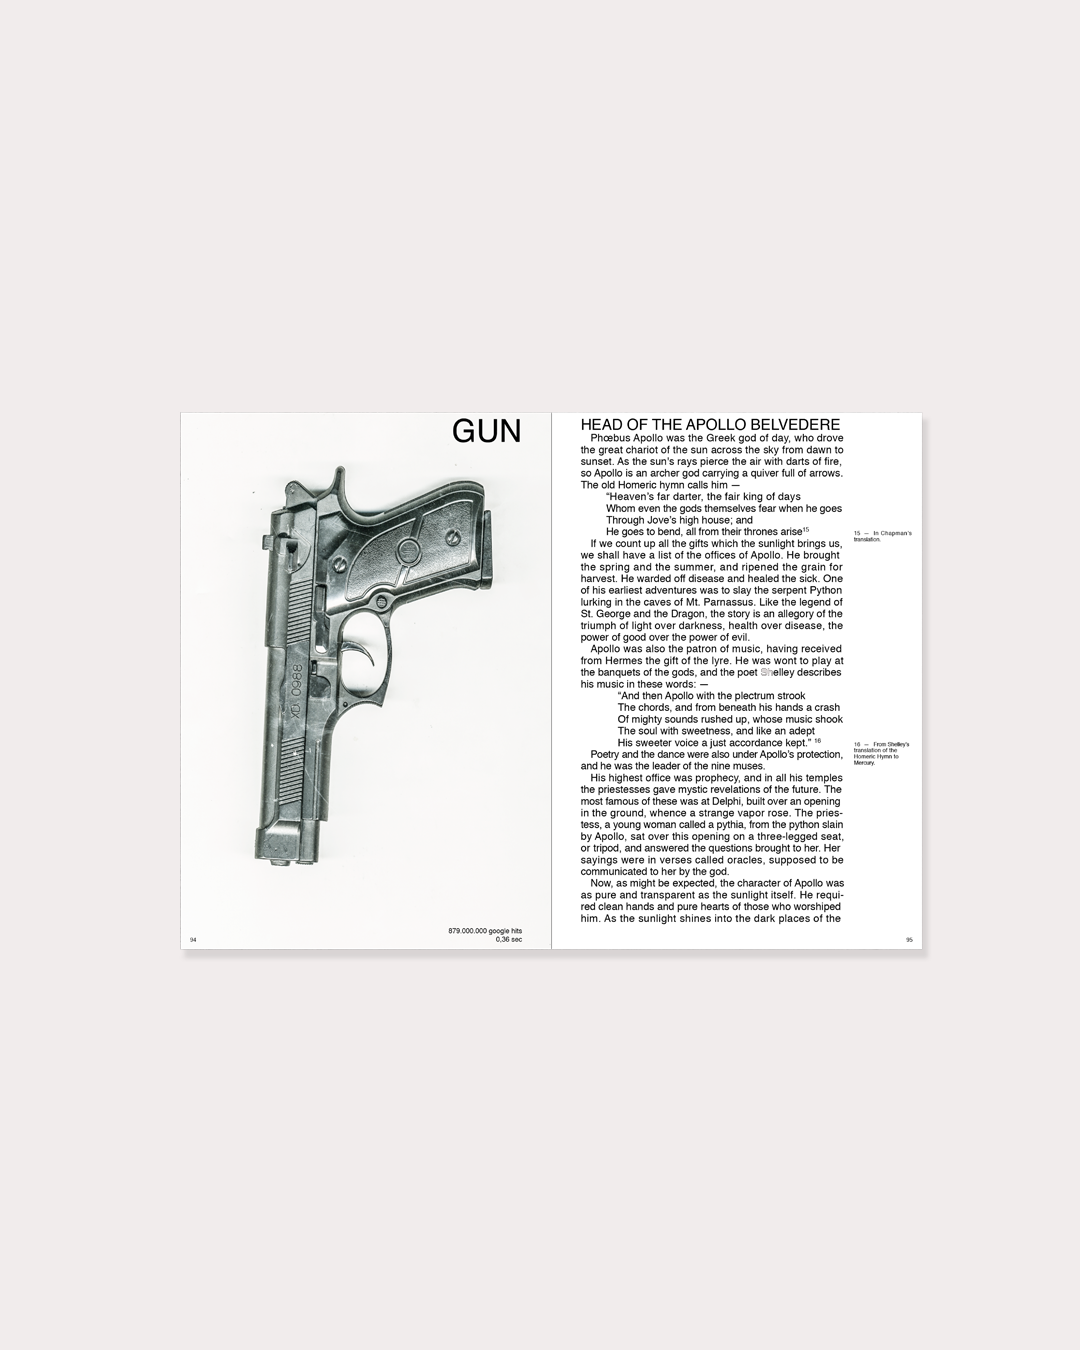 GUN
XD. 0988
879.000.000 google hits
0,36 sec
94
HEAD OF THE APOLLO BELVEDERE
Phœbus Apollo was the Greek god of day, who drove
the great chariot of the sun across the sky from dawn to
sunset. As the sun's rays pierce the air with darts of fire,
so Apollo is an archer god carrying a quiver full of arrows.
The old Homeric hymn calls him —
“Heaven's far darter, the fair king of days
Whom even the gods themselves fear when he goes
Through Jove's high house; and
He goes to bend, all from their thrones arise15
If we count up all the gifts which the sunlight brings us,
we shall have a list of the offices of Apollo. He brought
the spring and the summer, and ripened the grain for
harvest. He warded off disease and healed the sick. One
of his earliest adventures was to slay the serpent Python
lurking in the caves of Mt. Parnassus. Like the legend of
St. George and the Dragon, the story is an allegory of the
triumph of light over darkness, health over disease, the
power of good over the power of evil.
Apollo was also the patron of music, having received
from Hermes the gift of the lyre. He was wont to play at
the banquets of the gods, and the poet Shelley describes
his music in these words: —
“And then Apollo with the plectrum strook
The chords, and from beneath his hands a crash
Of mighty sounds rushed up, whose music shook
The soul with sweetness, and like an adept
His sweeter voice a just accordance kept.” 16
Poetry and the dance were also under Apollo's protection,
and he was the leader of the nine muses.
His highest office was prophecy, and in all his temples
the priestesses gave mystic revelations of the future. The
most famous of these was at Delphi, built over an opening
in the ground, whence a strange vapor rose. The pries-
tess, a young woman called a pythia, from the python slain
by Apollo, sat over this opening on a three-legged seat,
or tripod, and answered the questions brought to her. Her
sayings were in verses called oracles, supposed to be
communicated to her by the god.
Now, as might be expected, the character of Apollo was
as pure and transparent as the sunlight itself. He requi-
red clean hands and pure hearts of those who worshiped
him. As the sunlight shines into the dark places of the
15 — In Chapman's
translation.
16 — From Shelley's
translation of the
Homeric Hymn to
Mercury.
95